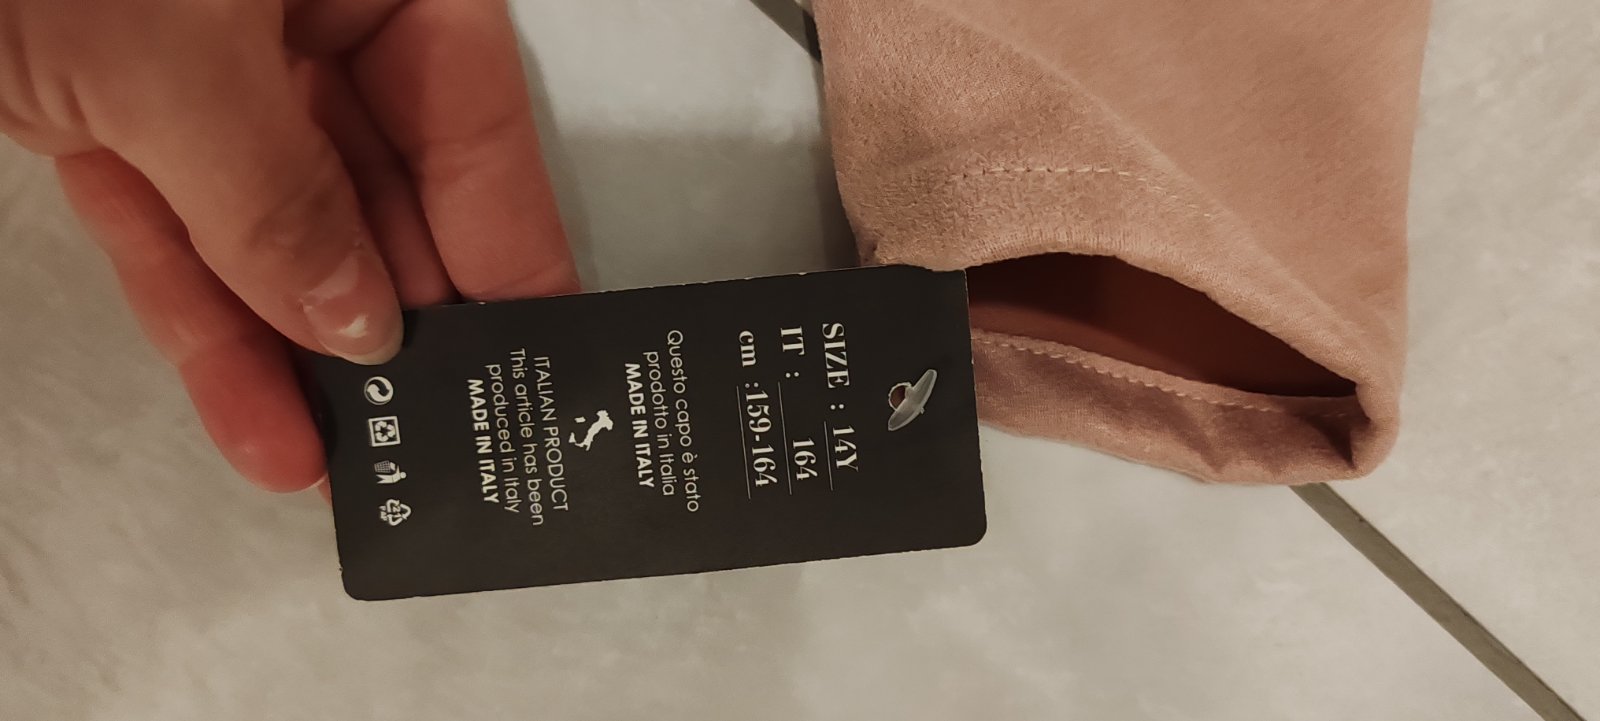 SIZE : 14Y
IT : 164
cm :159-164
Questo capo è stato
prodotto in Italia
MADE IN ITALY
ITALIAN PRODUCT
This article has been
produced in Italy
MADE IN ITALY
21